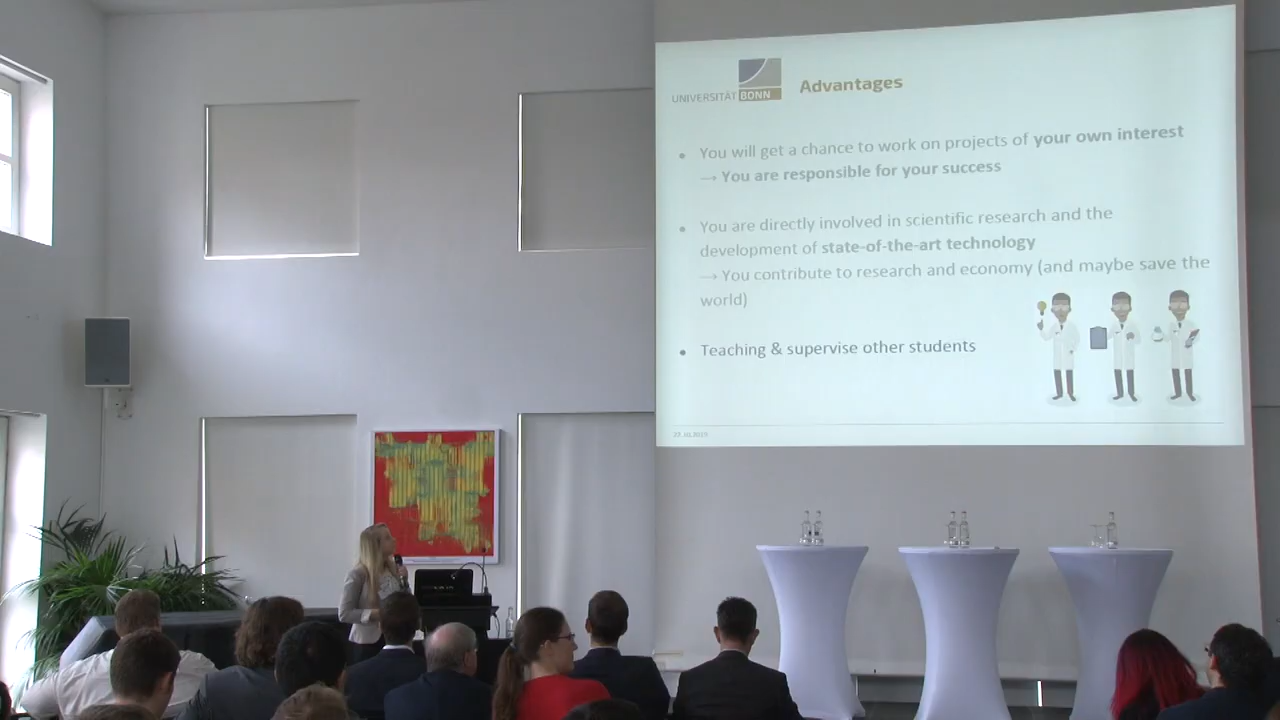 UNIVERSITÄT BONN
Advantages
You will get a chance to work on projects of your own interest
→ You are responsible for your success
You are directly involved in scientific research and the
development of state-of-the-art technology
→ You contribute to research and economy (and maybe save the
world)
Teaching & supervise other students